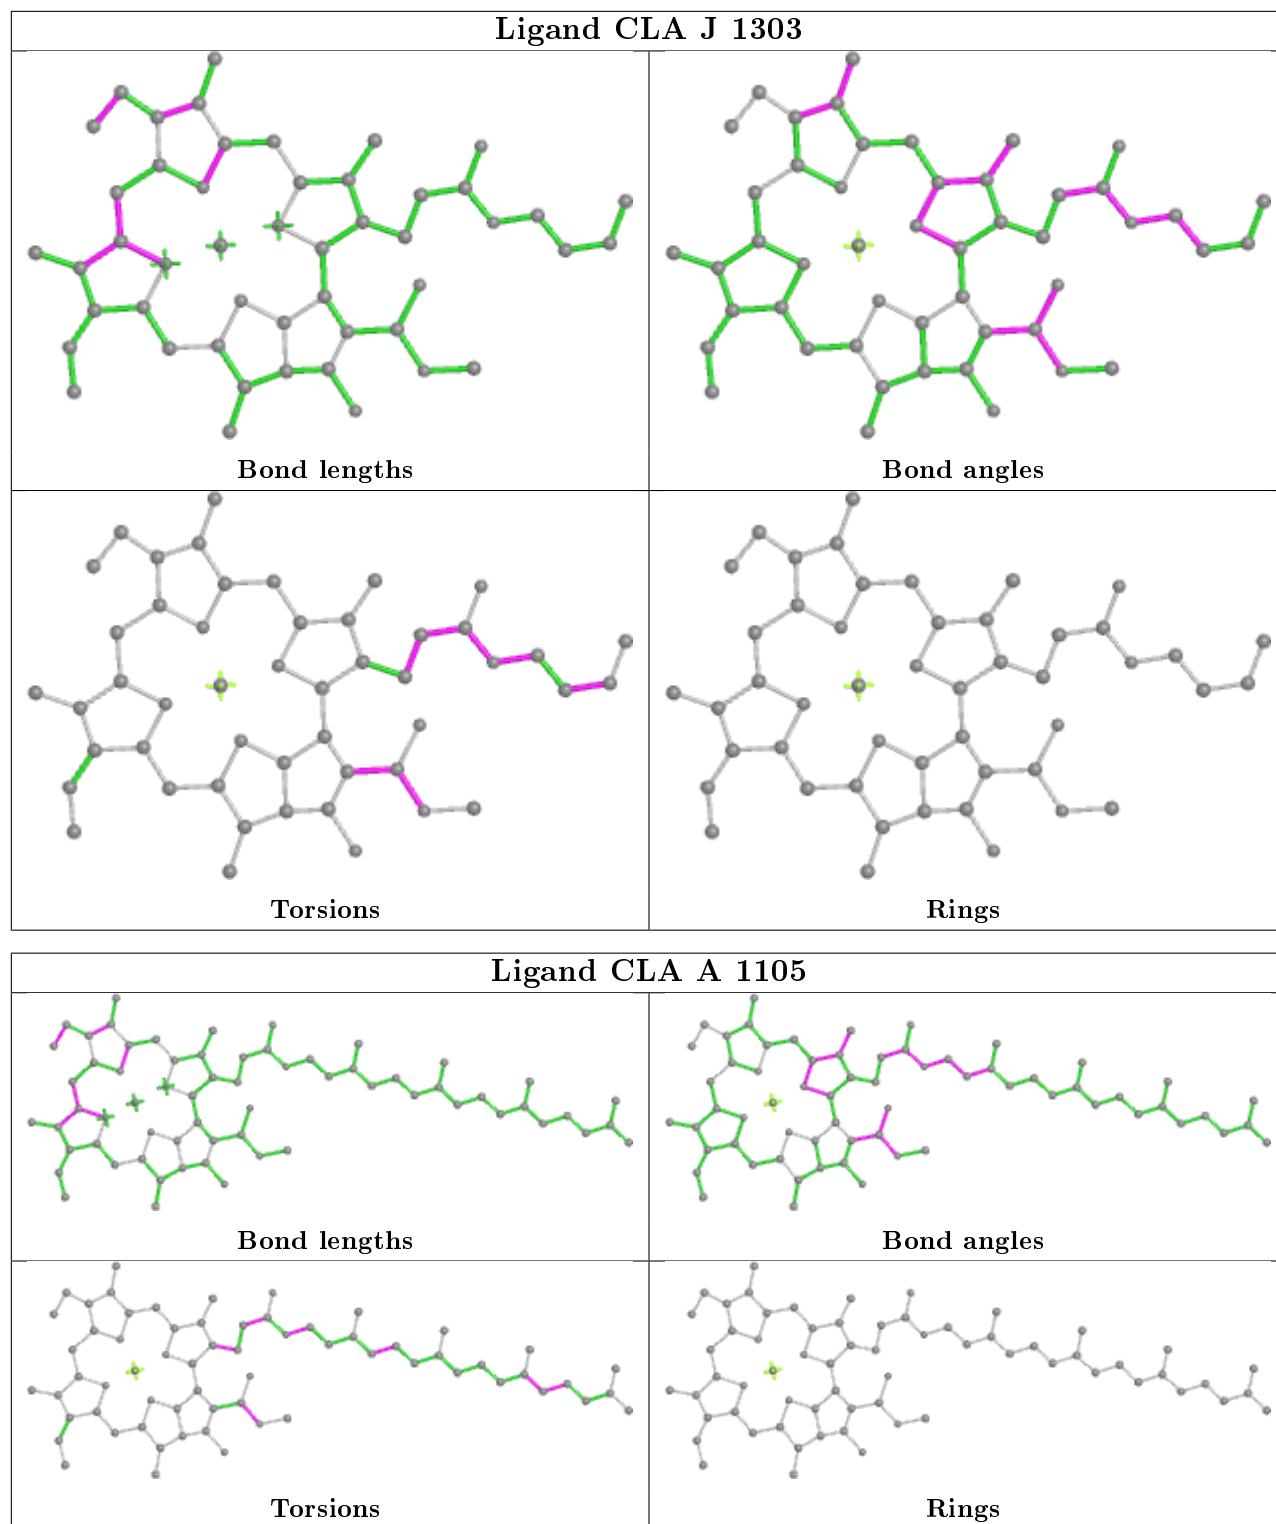 Ligand CLA J 1303
Bond lengths
Bond angles
Torsions
Rings
Ligand CLA A 1105
Bond lengths
Bond angles
Torsions
Rings